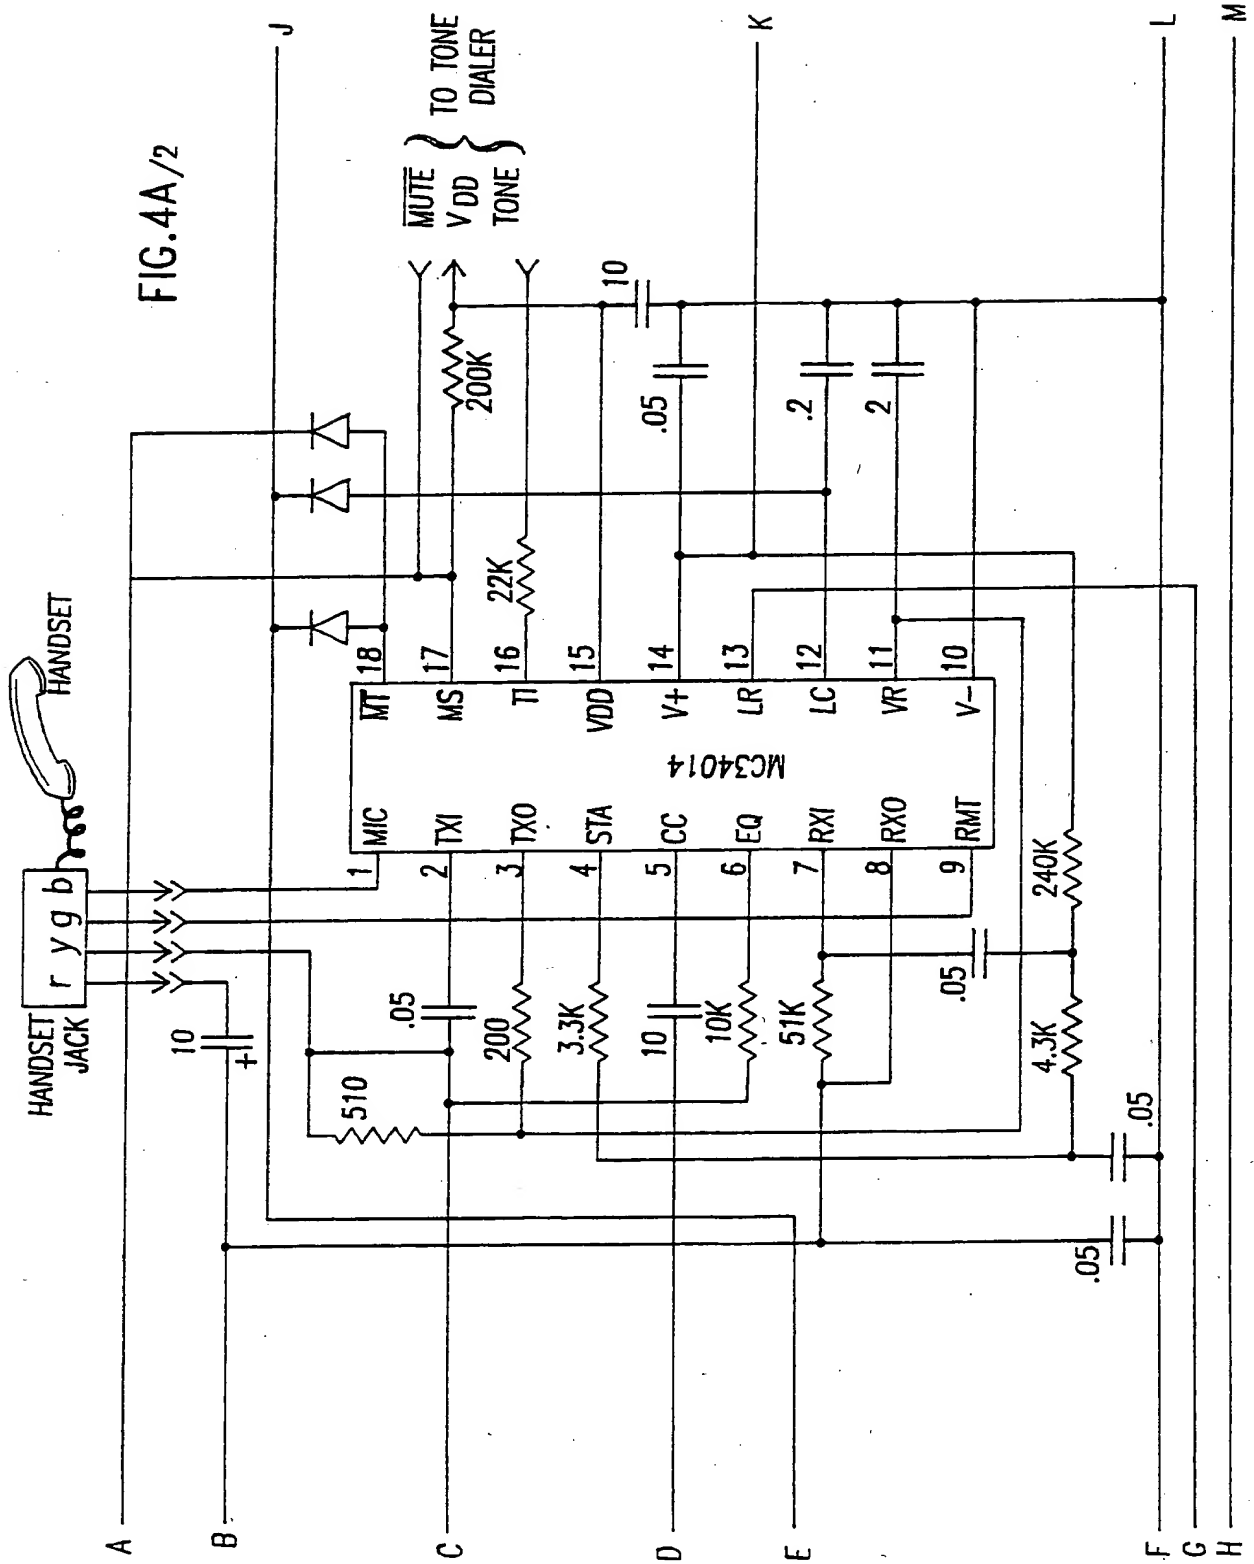 FIG.4A/2
HANDSET
HANDSET
JACK
r y g b
A
B
C
D
E
F
G
H
J
K
L
M
MUTE
VDD
TONE
TO TONE
DIALER
MC34014
MIC
TXI
TXO
STA
CC
EQ
RXI
RXO
RMT
1
2
3
4
5
6
7
8
9
MT
MS
TI
VDD
V+
LR
LC
VR
V-
18
17
16
15
14
13
12
11
10
10
+
510
.05
200
3.3K
10
10K
51K
.05
4.3K
240K
.05
.05
22K
200K
10
.05
.2
2